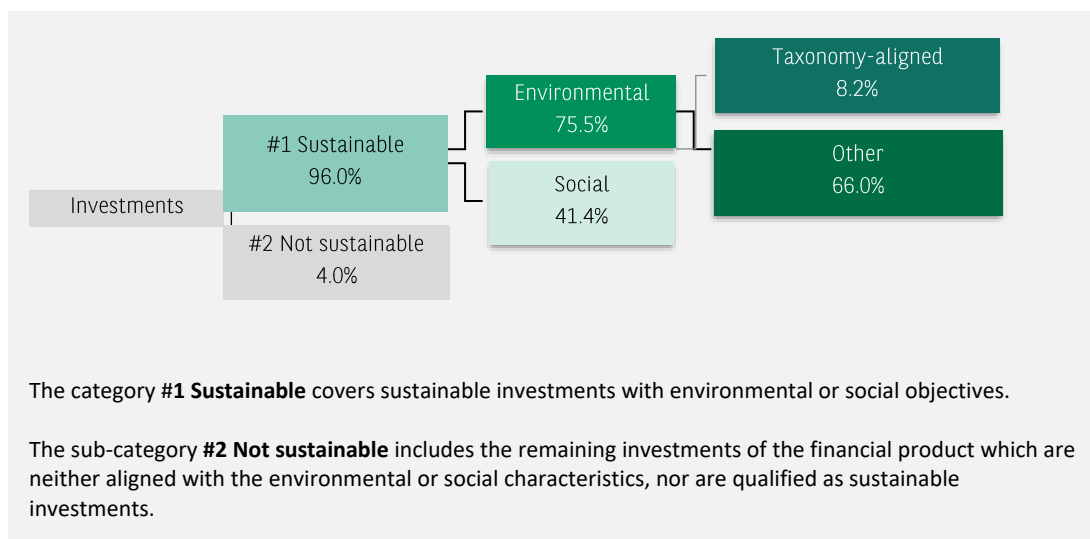 Investments
#1 Sustainable
96.0%
#2 Not sustainable
4.0%
Environmental
75.5%
Social
41.4%
Taxonomy-aligned
8.2%
Other
66.0%
The category #1 Sustainable covers sustainable investments with environmental or social objectives.
The sub-category #2 Not sustainable includes the remaining investments of the financial product which are
neither aligned with the environmental or social characteristics, nor are qualified as sustainable
investments.